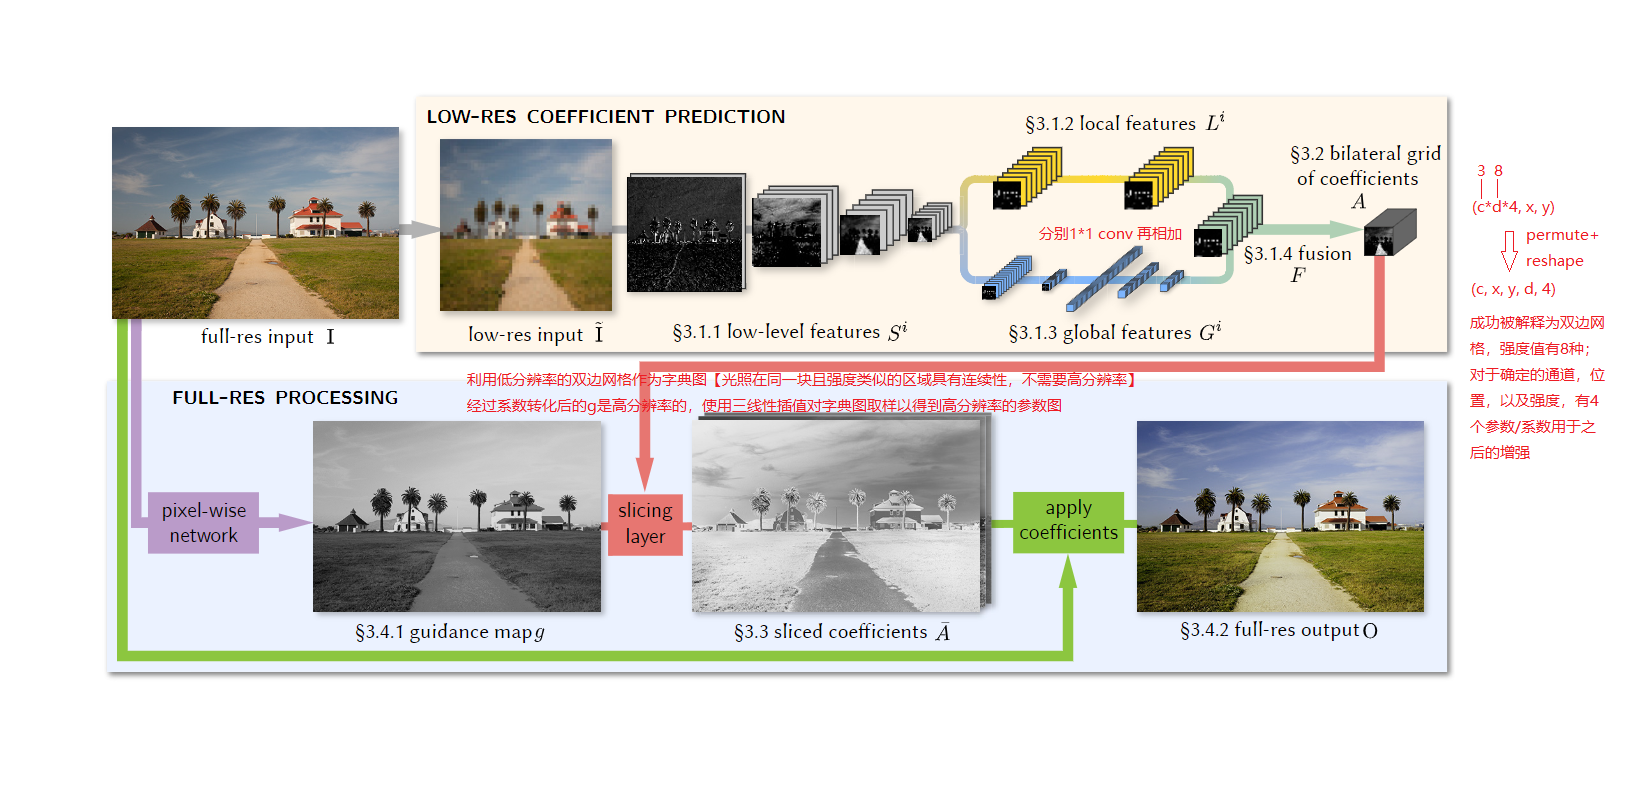 LOW-RES COEFFICIENT PREDICTION
§3.1.2 local features Lⁱ
§3.2 bilateral grid
of coefficients
A
分别1*1 conv 再相加
§3.1.4 fusion
F
full-res input I
low-res input Ĩ
§3.1.1 low-level features Sⁱ
§3.1.3 global features Gⁱ
3 8
(c*d*4, x, y)
permute+
reshape
(c, x, y, d, 4)
成功被解释为双边网
格，强度值有8种；
对于确定的通道，位
置，以及强度，有4
个参数/系数用于之
后的增强
利用低分辨率的双边网格作为字典图【光照在同一块且强度类似的区域具有连续性，不需要高分辨率】
经过系数转化后的g是高分辨率的，使用三线性插值对字典图取样以得到高分辨率的参数图
FULL-RES PROCESSING
pixel-wise
network
slicing
layer
apply
coefficients
§3.4.1 guidance map g
§3.3 sliced coefficients Ā
§3.4.2 full-res output O